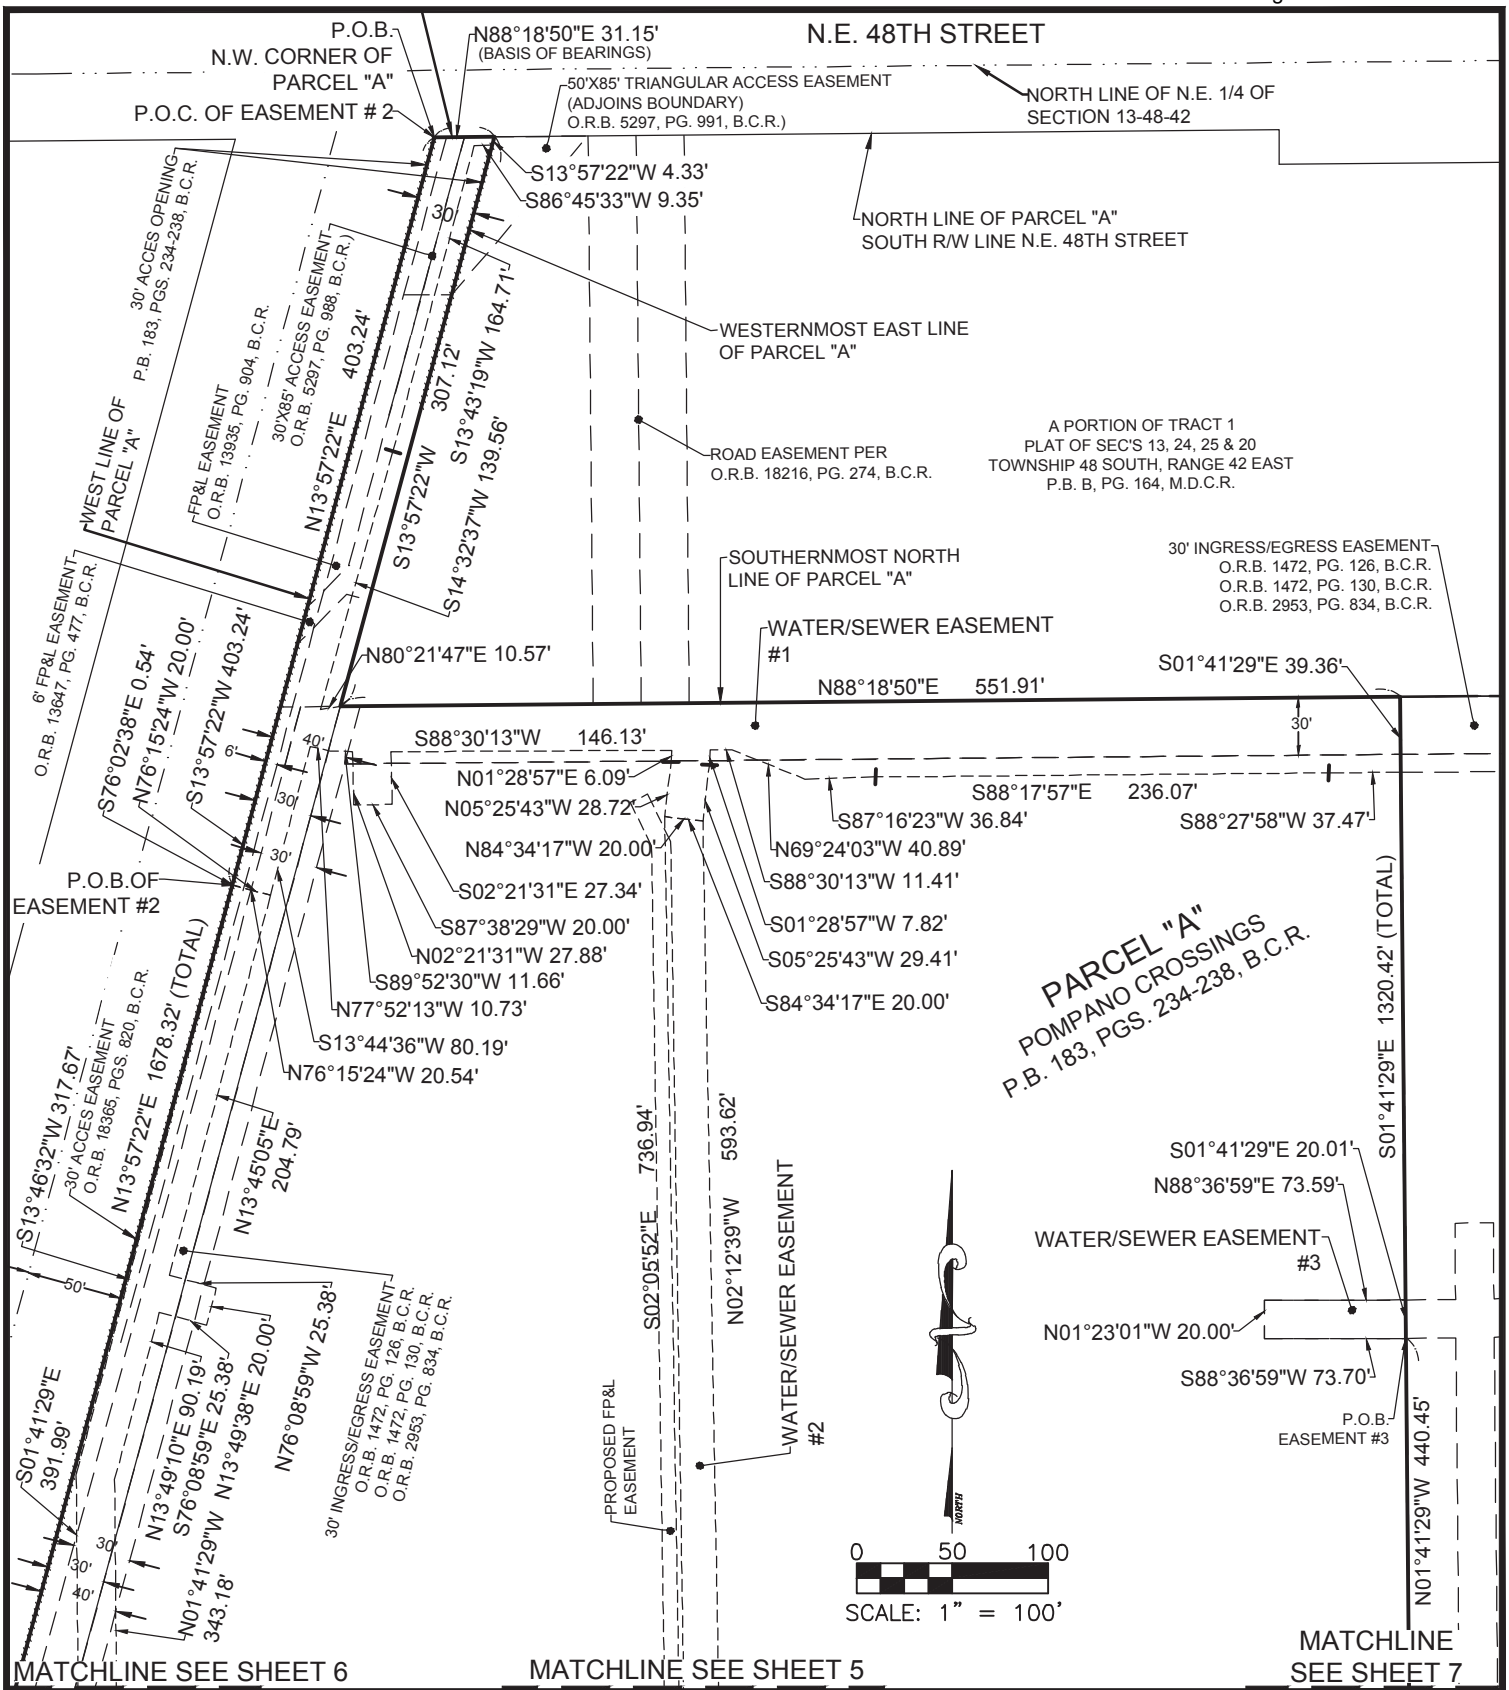 P.O.B.
N.W. CORNER OF
PARCEL "A"
P.O.C. OF EASEMENT # 2
N88°18'50"E 31.15'
(BASIS OF BEARINGS)
N.E. 48TH STREET
50'X85' TRIANGULAR ACCESS EASEMENT
(ADJOINS BOUNDARY)
O.R.B. 5297, PG. 991, B.C.R.)
NORTH LINE OF N.E. 1/4 OF
SECTION 13-48-42
S13°57'22"W 4.33'
S86°45'33"W 9.35'
NORTH LINE OF PARCEL "A"
SOUTH R/W LINE N.E. 48TH STREET
30' ACCES OPENING
P.B. 183, PGS. 234-238, B.C.R.
30'
30'X85' ACCESS EASEMENT
O.R.B. 5297, PG. 988, B.C.R.)
FP&L EASEMENT
O.R.B. 13935, PG. 904, B.C.R.
WEST LINE OF
PARCEL "A"
N13°57'22"E 403.24'
S13°57'22"W 307.12'
S13°43'19"W 164.71'
S14°32'37"W 139.56'
WESTERNMOST EAST LINE
OF PARCEL "A"
ROAD EASEMENT PER
O.R.B. 18216, PG. 274, B.C.R.
A PORTION OF TRACT 1
PLAT OF SEC'S 13, 24, 25 & 20
TOWNSHIP 48 SOUTH, RANGE 42 EAST
P.B. B, PG. 164, M.D.C.R.
SOUTHERNMOST NORTH
LINE OF PARCEL "A"
30' INGRESS/EGRESS EASEMENT
O.R.B. 1472, PG. 126, B.C.R.
O.R.B. 1472, PG. 130, B.C.R.
O.R.B. 2953, PG. 834, B.C.R.
6' FP&L EASEMENT
O.R.B. 13647, PG. 477, B.C.R.
S76°02'38"E 0.54'
N76°15'24"W 20.00'
S13°57'22"W 403.24'
N80°21'47"E 10.57'
WATER/SEWER EASEMENT
#1
S01°41'29"E 39.36'
N88°18'50"E 551.91'
30'
6'
40'
30'
30'
S88°30'13"W 146.13'
N01°28'57"E 6.09'
N05°25'43"W 28.72'
N84°34'17"W 20.00'
S88°17'57"E 236.07'
S87°16'23"W 36.84'
S88°27'58"W 37.47'
N69°24'03"W 40.89'
S88°30'13"W 11.41'
S01°28'57"W 7.82'
S05°25'43"W 29.41'
S84°34'17"E 20.00'
P.O.B.OF
EASEMENT #2
S02°21'31"E 27.34'
S87°38'29"W 20.00'
N02°21'31"W 27.88'
S89°52'30"W 11.66'
N77°52'13"W 10.73'
S13°44'36"W 80.19'
N76°15'24"W 20.54'
PARCEL "A"
POMPANO CROSSINGS
P.B. 183, PGS. 234-238, B.C.R.
S01°41'29"E 1320.42' (TOTAL)
S13°46'32"W 317.67'
30' ACCES EASEMENT
O.R.B. 18365, PGS. 820, B.C.R.
N13°57'22"E 1678.32' (TOTAL)
N13°45'05"E
204.79'
50'
S02°05'52"E 736.94'
N02°12'39"W 593.62'
WATER/SEWER EASEMENT
#2
S01°41'29"E 20.01'
N88°36'59"E 73.59'
WATER/SEWER EASEMENT
#3
N01°23'01"W 20.00'
S88°36'59"W 73.70'
P.O.B.
EASEMENT #3
N01°41'29"W 440.45'
S01°41'29"E
391.99'
N13°49'10"E 90.19'
S76°08'59"E 25.38'
N13°49'38"E 20.00'
N76°08'59"W 25.38'
N01°41'29"W
343.18'
30' INGRESS/EGRESS EASEMENT
O.R.B. 1472, PG. 126, B.C.R.
O.R.B. 1472, PG. 130, B.C.R.
O.R.B. 2953, PG. 834, B.C.R.
30'
30'
40'
PROPOSED FP&L
EASEMENT
NORTH
0 50 100
SCALE: 1" = 100'
MATCHLINE SEE SHEET 6
MATCHLINE SEE SHEET 5
MATCHLINE
SEE SHEET 7